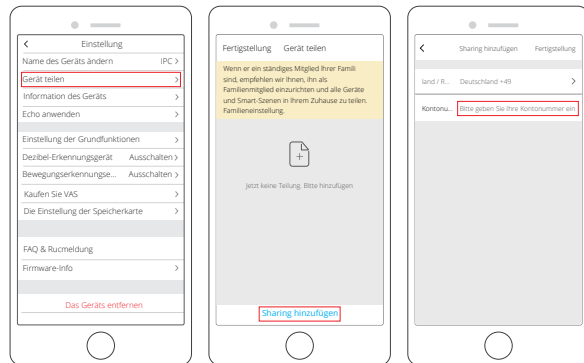 Einstellung
Name des Geräts ändern IPC >
Gerät teilen >
Information des Geräts >
Echo anwenden >
Einstellung der Grundfunktionen >
Dezibel-Erkennungsgerät Ausschalten >
Bewegungserkennungse... Ausschalten >
Kaufen Sie VAS >
Die Einstellung der Speicherkarte >
FAQ & Rucmeldung
Firmware-Info >
Das Geräts entfernen
Fertigstellung Gerät teilen
Wenn er ein ständiges Mitglied Ihrer Famili
sind, empfehlen wir Ihnen, ihn als
Familienmitglied einzurichten und alle Geräte
und Smart-Szenen in Ihrem Zuhause zu teilen.
Familieneinstellung.
Jetzt keine Teilung. Bitte hinzufügen
Sharing hinzufügen
Sharing hinzufügen Fertigstellung
land / R... Deutschland +49 >
Kontonu... Bitte geben Sie Ihre Kontonummer ein